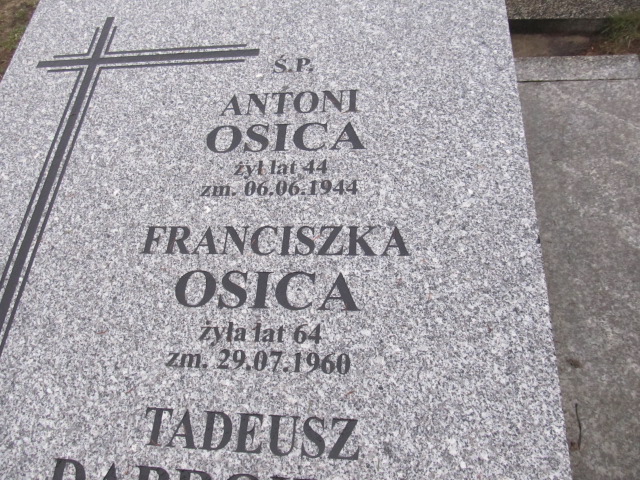 Ś.P.
ANTONI
OSICA
żył lat 44
zm. 06.06.1944
FRANCISZKA
OSICA
żyła lat 64
zm. 29.07.1960
TADEUSZ